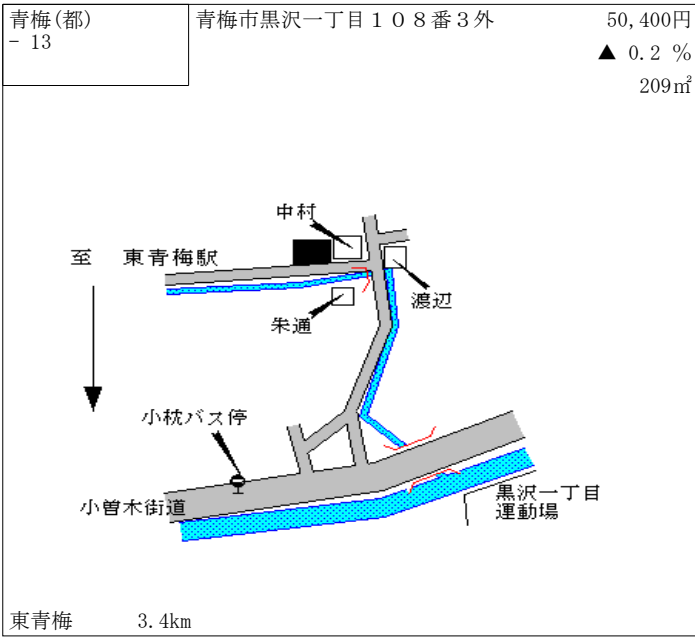 青梅(都)
- 13
青梅市黒沢一丁目１０８番３外
50,400円
▲ 0.2 %
209㎡
中村
至　東青梅駅
渡辺
朱通
小枕バス停
小曽木街道
黒沢一丁目
運動場
東青梅　3.4km